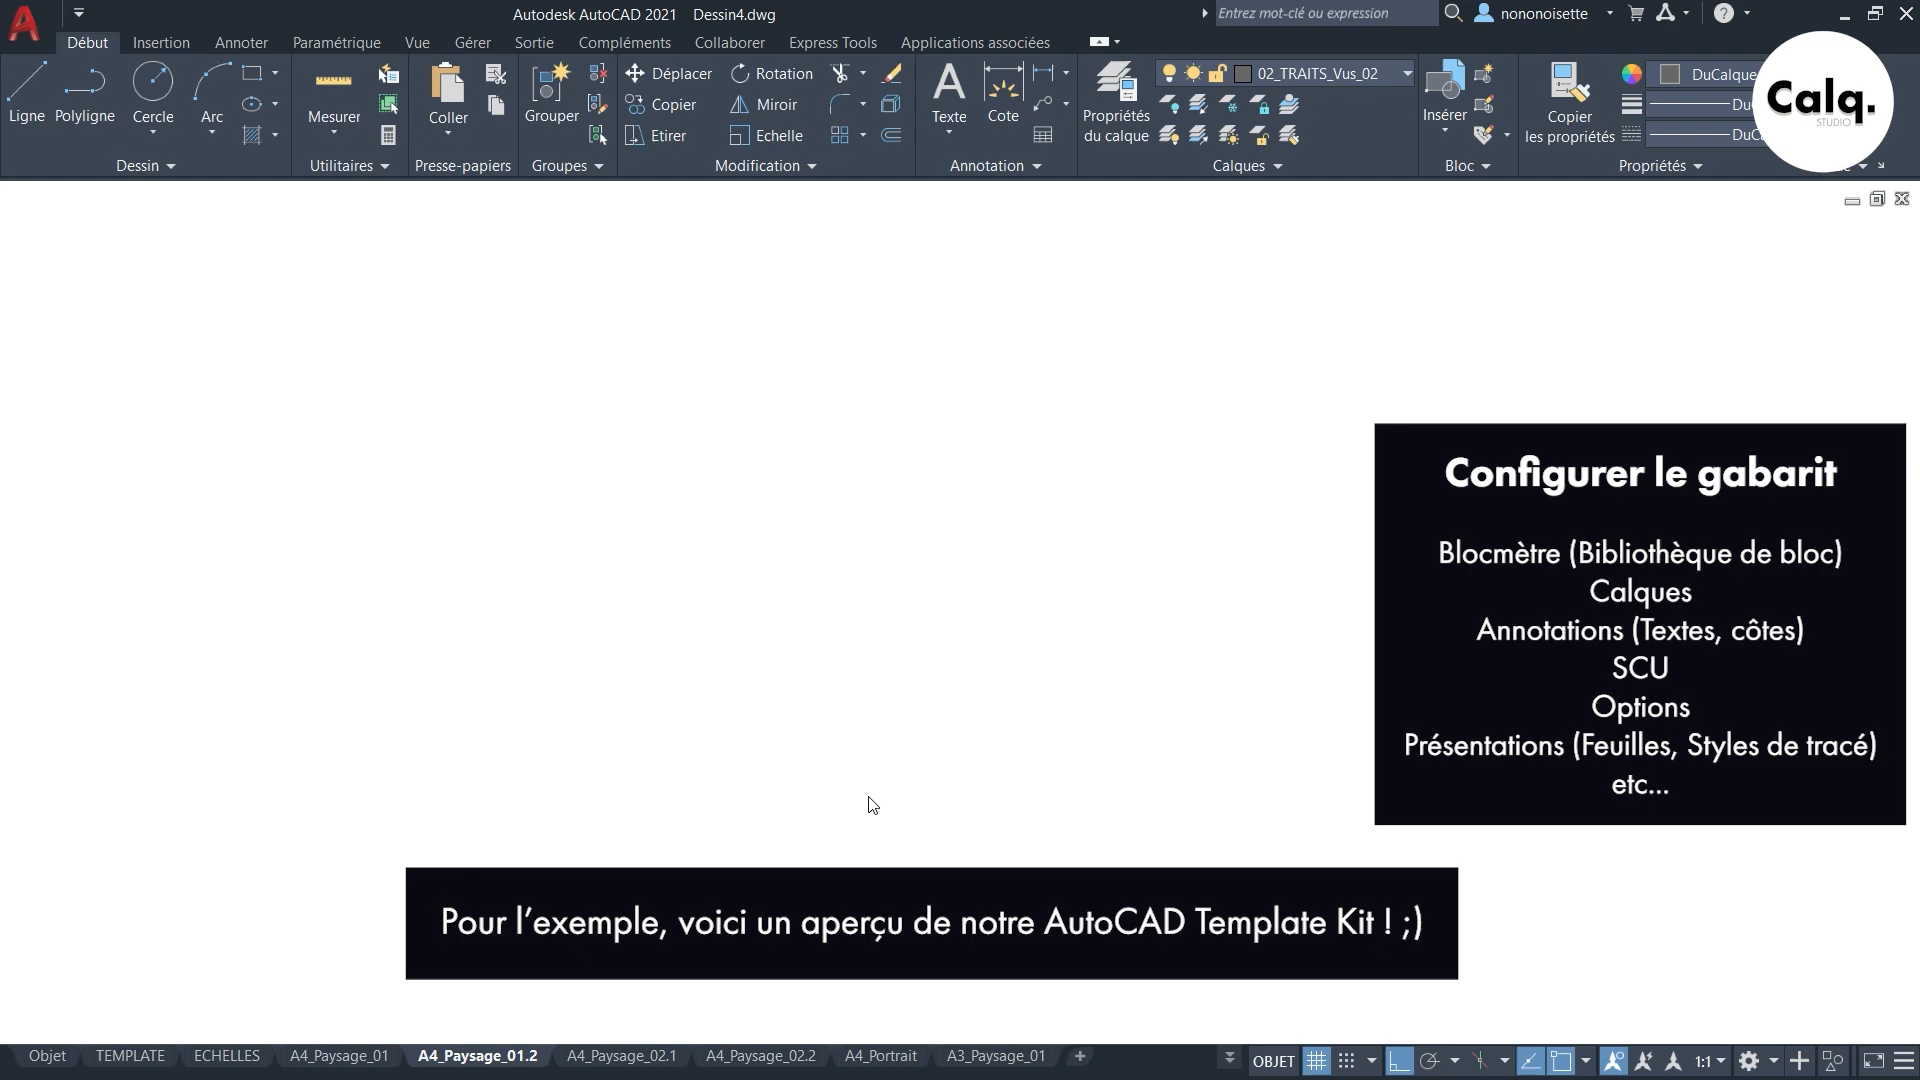 Autodesk AutoCAD 2021 Dessin4.dwg
Entrez mot-clé ou expression
nononoisette
Début Insertion Annoter Paramétrique Vue Gérer Sortie Compléments Collaborer Express Tools Applications associées
Ligne Polyligne Cercle Arc
Mesurer
Coller
Grouper
Déplacer Rotation
Copier Miroir
Etirer Echelle
Texte Cote
Propriétés
du calque
02_TRAITS_Vus_02
Insérer
Copier
les propriétés
DuCalque
Calq.
STUDIO
Dessin Utilitaires Presse-papiers Groupes Modification Annotation Calques Bloc Propriétés
Configurer le gabarit
Blocmètre (Bibliothèque de bloc)
Calques
Annotations (Textes, côtes)
SCU
Options
Présentations (Feuilles, Styles de tracé)
etc...
Pour l'exemple, voici un aperçu de notre AutoCAD Template Kit ! ;)
Objet TEMPLATE ECHELLES A4_Paysage_01 A4_Paysage_01.2 A4_Paysage_02.1 A4_Paysage_02.2 A4_Portrait A3_Paysage_01 +
OBJET 1:1